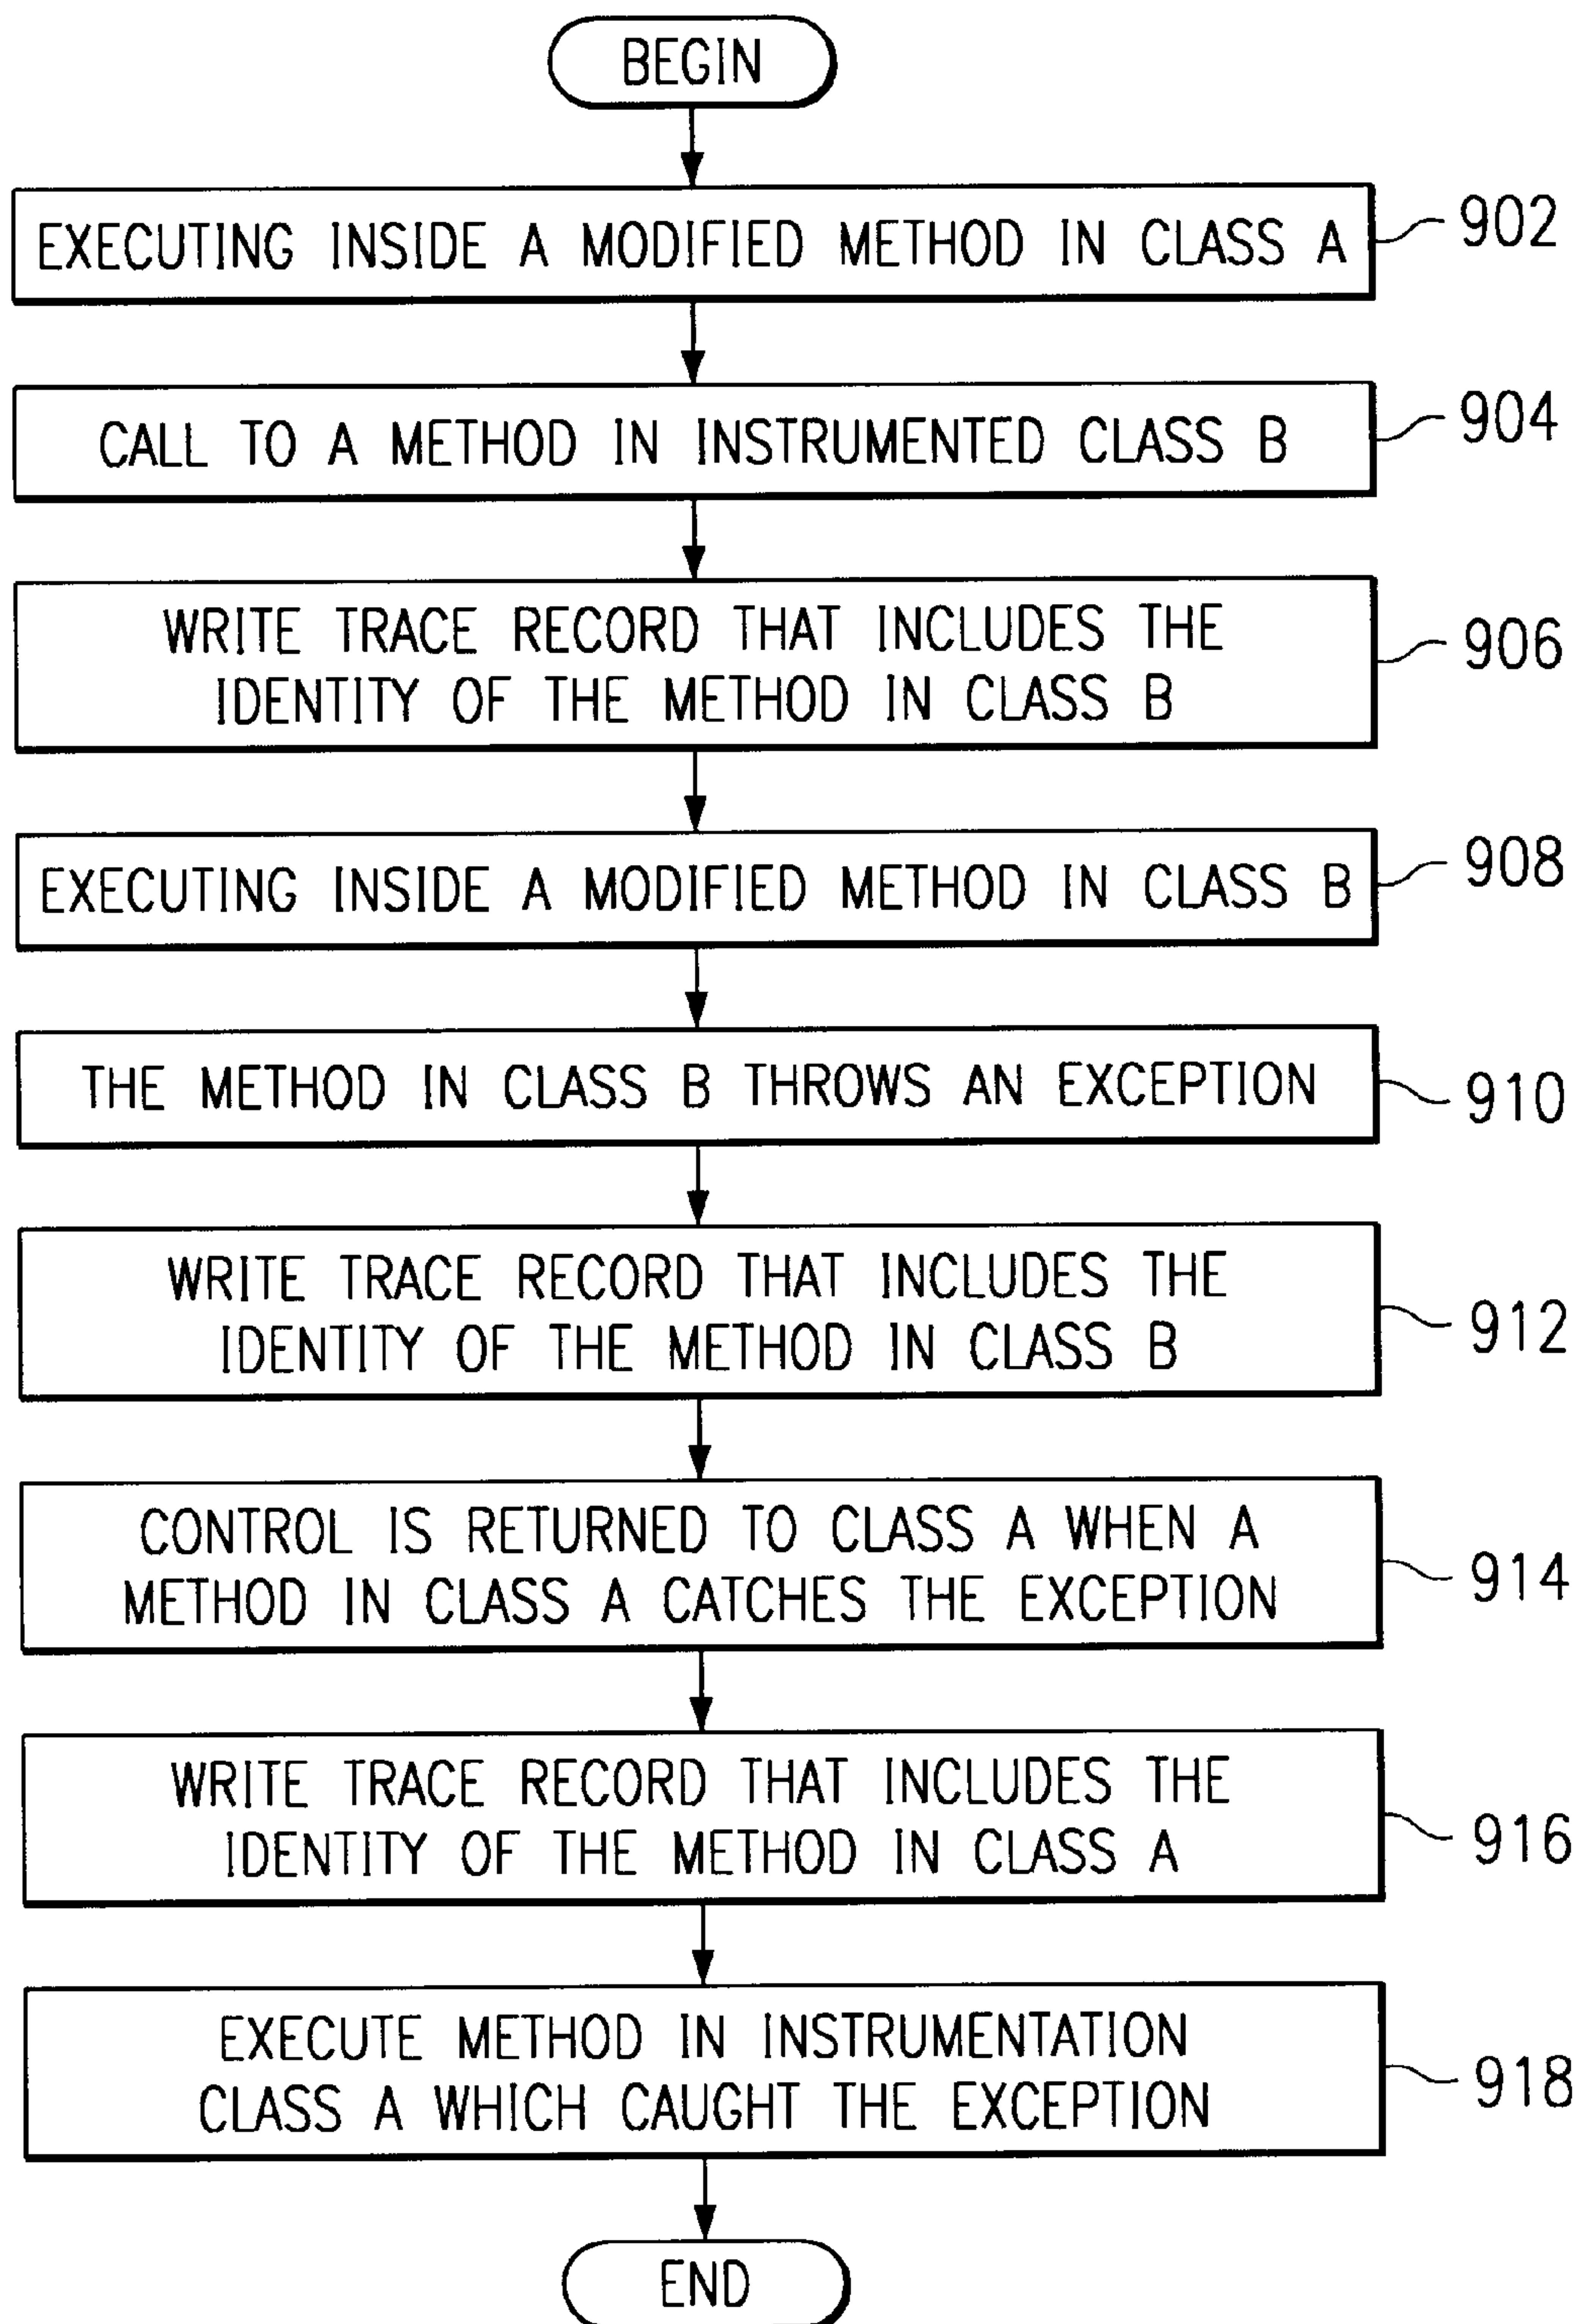 BEGIN
EXECUTING INSIDE A MODIFIED METHOD IN CLASS A
902
CALL TO A METHOD IN INSTRUMENTED CLASS B
904
WRITE TRACE RECORD THAT INCLUDES THE
IDENTITY OF THE METHOD IN CLASS B
906
EXECUTING INSIDE A MODIFIED METHOD IN CLASS B
908
THE METHOD IN CLASS B THROWS AN EXCEPTION
910
WRITE TRACE RECORD THAT INCLUDES THE
IDENTITY OF THE METHOD IN CLASS B
912
CONTROL IS RETURNED TO CLASS A WHEN A
METHOD IN CLASS A CATCHES THE EXCEPTION
914
WRITE TRACE RECORD THAT INCLUDES THE
IDENTITY OF THE METHOD IN CLASS A
916
EXECUTE METHOD IN INSTRUMENTATION
CLASS A WHICH CAUGHT THE EXCEPTION
918
END